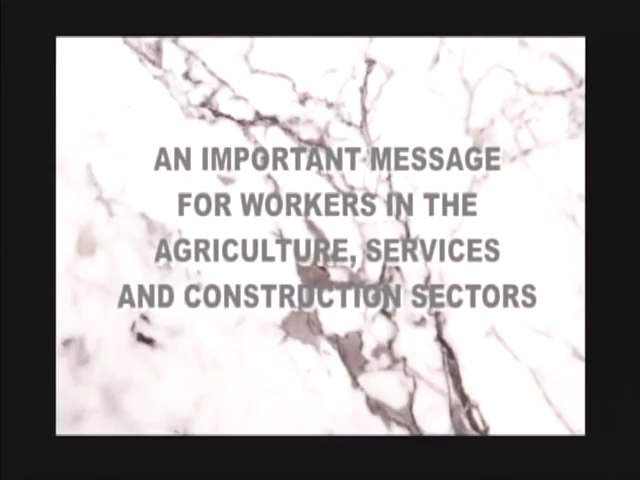 AN IMPORTANT MESSAGE
FOR WORKERS IN THE
AGRICULTURE, SERVICES
AND CONSTRUCTION SECTORS